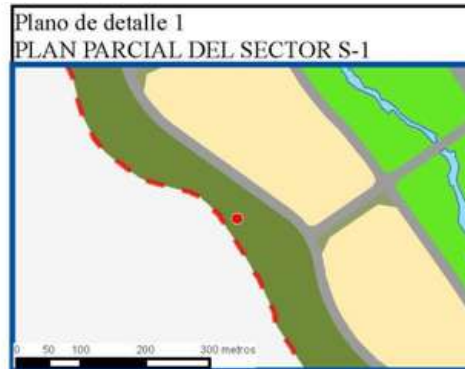 Plano de detalle 1
PLAN PARCIAL DEL SECTOR S-1
0 50 100 200 300 metros